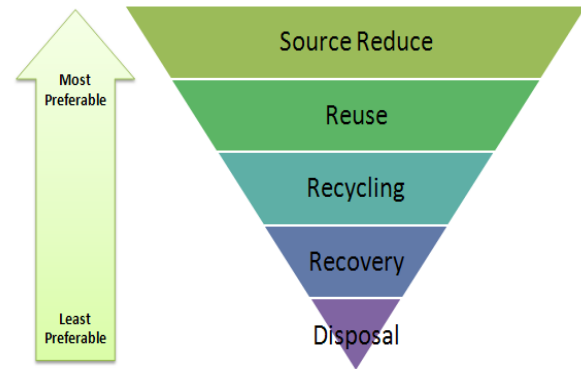 Most
Preferable
Source Reduce
Reuse
Recycling
Recovery
Least
Preferable
Disposal